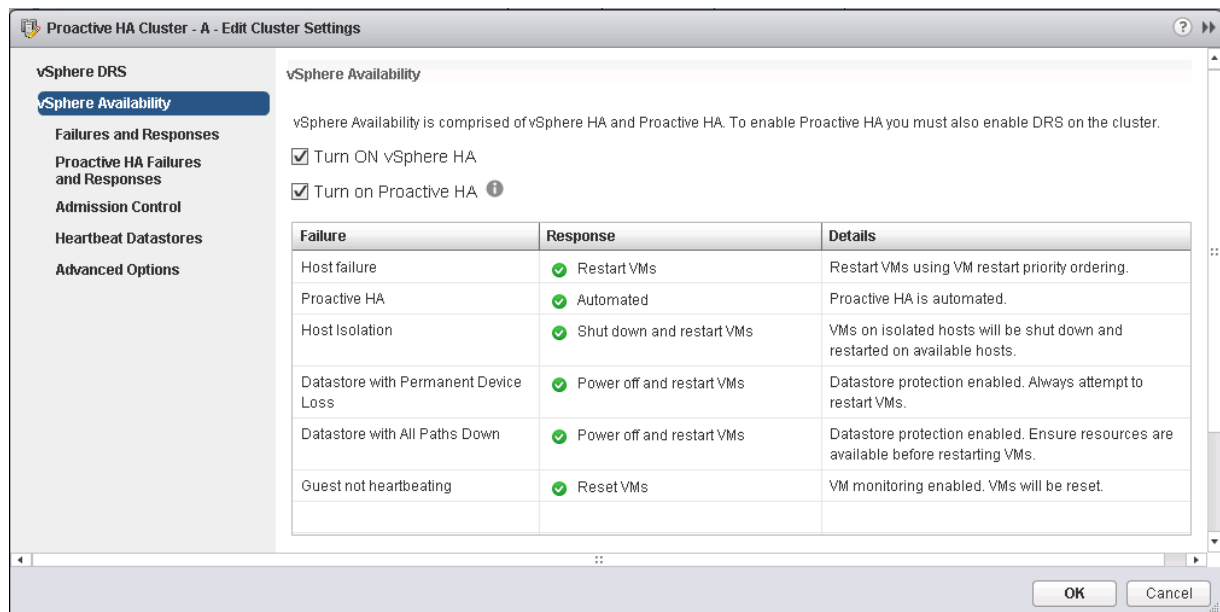 Proactive HA Cluster - A - Edit Cluster Settings
?
vSphere DRS
vSphere Availability
Failures and Responses
Proactive HA Failures
and Responses
Admission Control
Heartbeat Datastores
Advanced Options
vSphere Availability
vSphere Availability is comprised of vSphere HA and Proactive HA. To enable Proactive HA you must also enable DRS on the cluster.
Turn ON vSphere HA
Turn on Proactive HA
Failure Response Details
Host failure Restart VMs Restart VMs using VM restart priority ordering.
Proactive HA Automated Proactive HA is automated.
Host Isolation Shut down and restart VMs VMs on isolated hosts will be shut down and
restarted on available hosts.
Datastore with Permanent Device Power off and restart VMs Datastore protection enabled. Always attempt to
Loss restart VMs.
Datastore with All Paths Down Power off and restart VMs Datastore protection enabled. Ensure resources are
available before restarting VMs.
Guest not heartbeating Reset VMs VM monitoring enabled. VMs will be reset.
OK Cancel